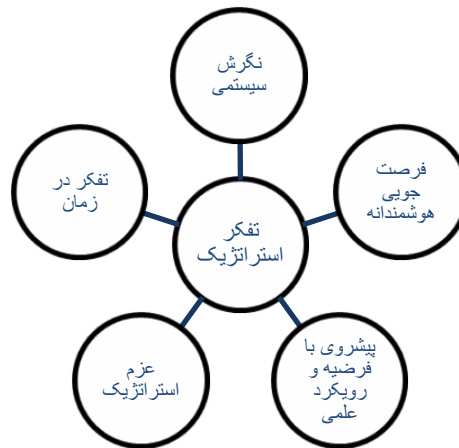 نگرش
سیستمی
فرصت
جویی
هوشمندانه
تفکر در
زمان
تفکر
استراتژیک
پیشروی با
فرضیه و
رویکرد
علمی
عزم
استراتژیک